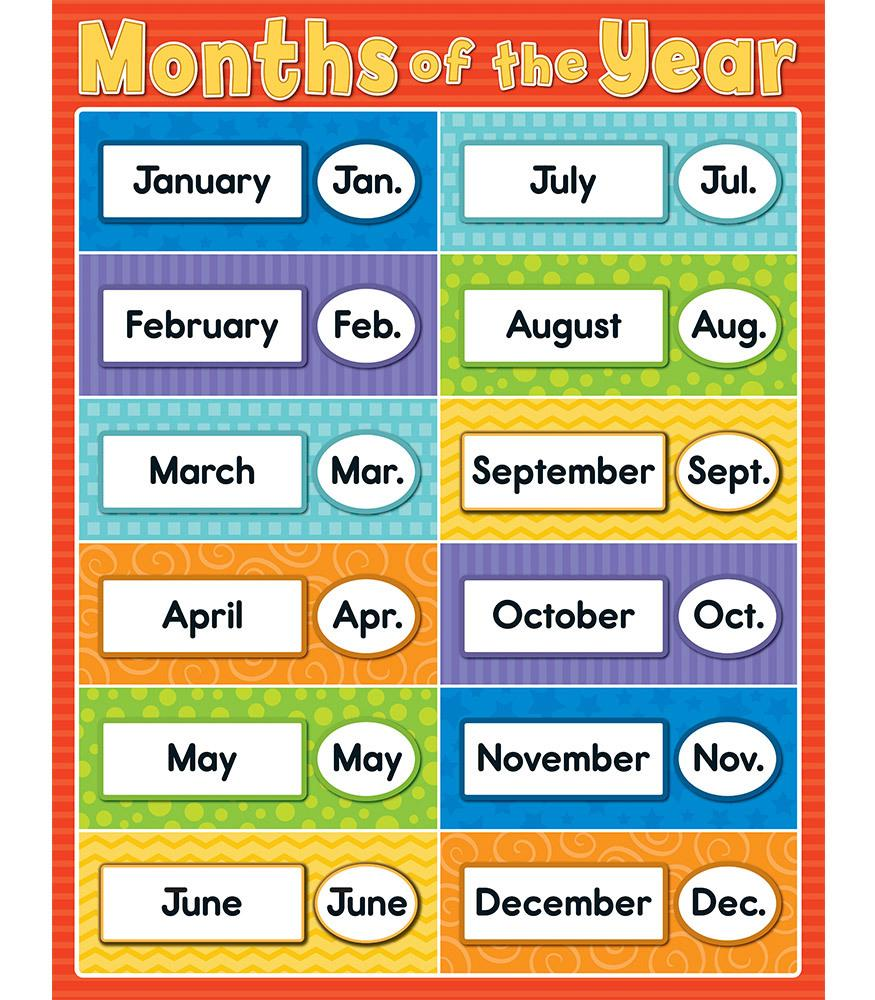 Months of the Year
January Jan.
February Feb.
March Mar.
April Apr.
May May
June June
July Jul.
August Aug.
September Sept.
October Oct.
November Nov.
December Dec.